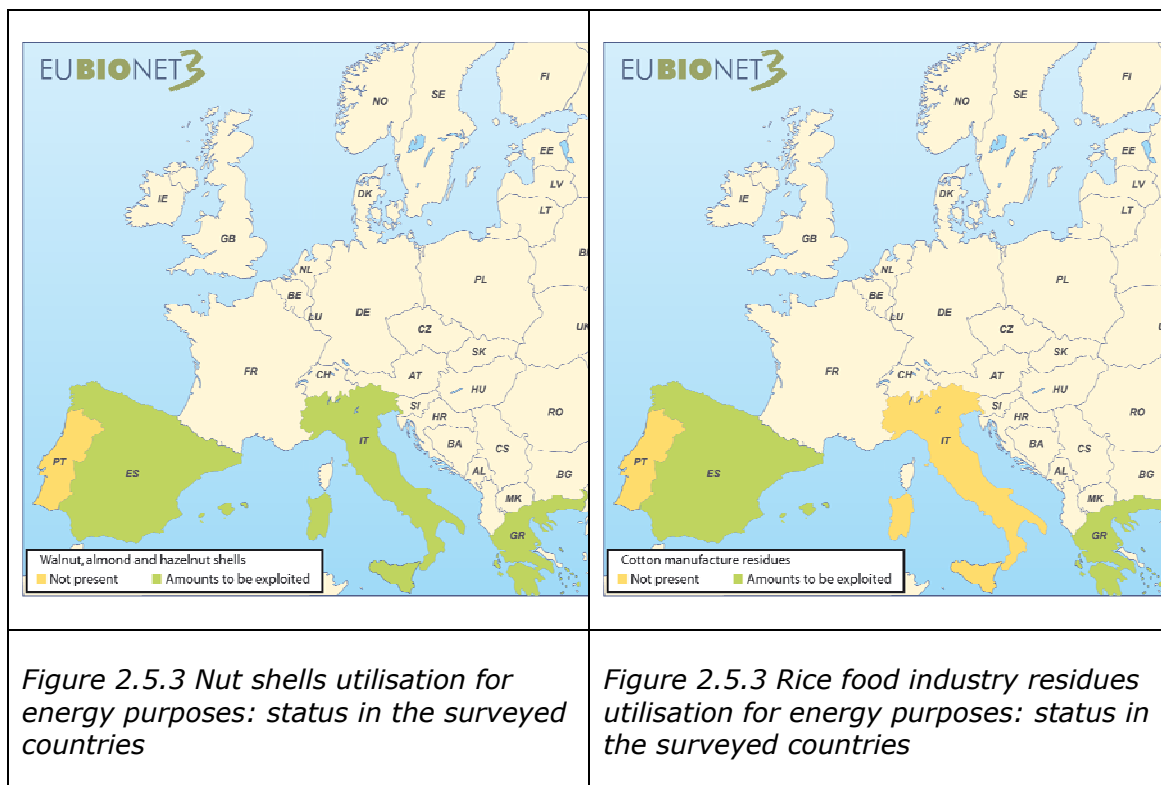 EUBIONET3
FI
NO
SE
EE
LV
LT
DK
IE
GB
NL
BE
LU
DE
PL
CZ
SK
FR
CH
AT
HU
SI
HR
RO
BA
CS
IT
AL
BG
MK
PT
ES
GR
Walnut, almond and hazelnut shells
Not present Amounts to be exploited
EUBIONET3
FI
NO
SE
EE
LV
LT
DK
IE
GB
NL
BE
LU
DE
PL
CZ
SK
FR
CH
AT
HU
SI
HR
RO
BA
CS
IT
AL
BG
MK
PT
ES
GR
Cotton manufacture residues
Not present Amounts to be exploited
Figure 2.5.3 Nut shells utilisation for
energy purposes: status in the surveyed
countries
Figure 2.5.3 Rice food industry residues
utilisation for energy purposes: status in
the surveyed countries